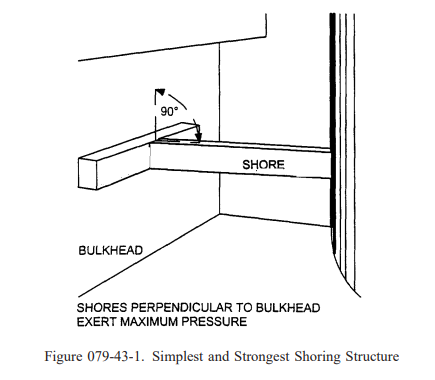 90°
SHORE
BULKHEAD
SHORES PERPENDICULAR TO BULKHEAD
EXERT MAXIMUM PRESSURE
Figure 079-43-1. Simplest and Strongest Shoring Structure